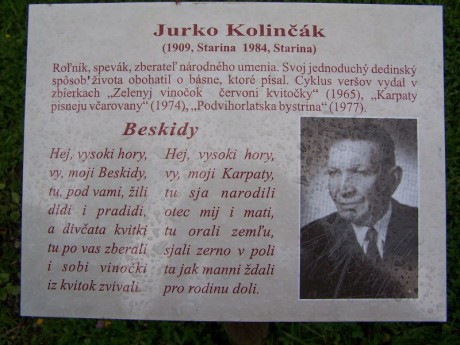 Jurko Kolinčák
(1909, Starina 1984, Starina)
Roľník, spevák, zberateľ národného umenia. Svoj jednoduchý dedinský
spôsob života obohatil o básne, ktoré písal. Cyklus veršov vydal v
zbierkach „Zelenyj vinočok červoni kvitočky“ (1965), „Karpaty
pisneju včarovany“ (1974), „Podvihorlatska bystrina“ (1977).
Beskidy
Hej, vysoki hory,
vy, moji Beskidy,
tu, pod vami, žili
didi i pradidi,
a divčata kvitki
tu po vas zberali
i sobi vinočki
iz kvitok zvivali.
Hej, vysoki hory,
vy, moji Karpaty,
tu sja narodili
otec mij i mati,
tu orali zemľu,
sjali zerno v poli
ta jak manni ždali
pro rodinu doli.